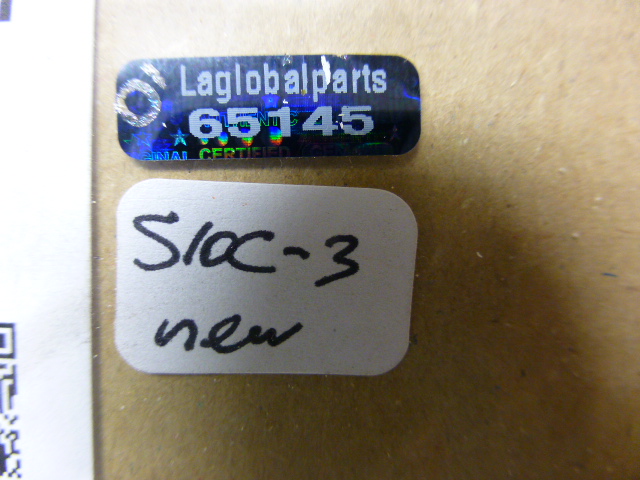 Laglobalparts
65145
CERTIFIED
S10C-3
new